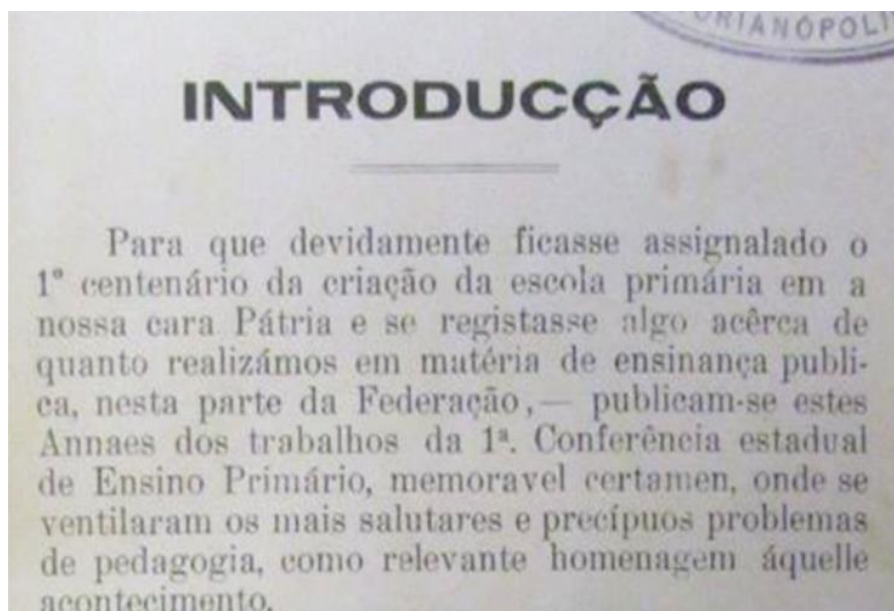 ORIANÓPOLI
INTRODUCÇÃO
Para que devidamente ficasse assignalado o
1º centenário da criação da escola primária em a
nossa cara Pátria e se registasse algo acêrca de
quanto realizámos em matéria de ensinança publi-
ca, nesta parte da Federação,— publicam-se estes
Annaes dos trabalhos da 1ª. Conferência estadual
de Ensino Primário, memoravel certamen, onde se
ventilaram os mais salutares e precípuos problemas
de pedagogia, como relevante homenagem áquelle
acontecimento.